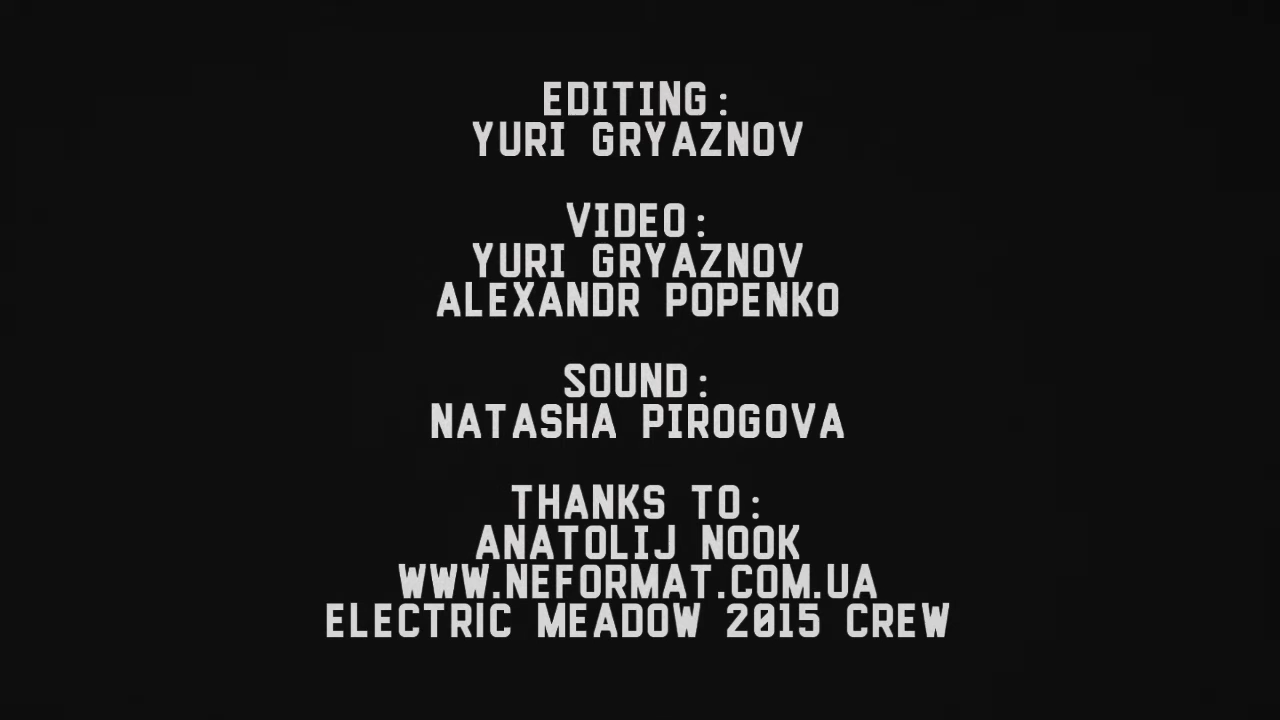 EDITING:
YURI GRYAZNOV
VIDEO:
YURI GRYAZNOV
ALEXANDR POPENKO
SOUND:
NATASHA PIROGOVA
THANKS TO:
ANATOLIJ NOOK
WWW.NEFORMAT.COM.UA
ELECTRIC MEADOW 2015 CREW